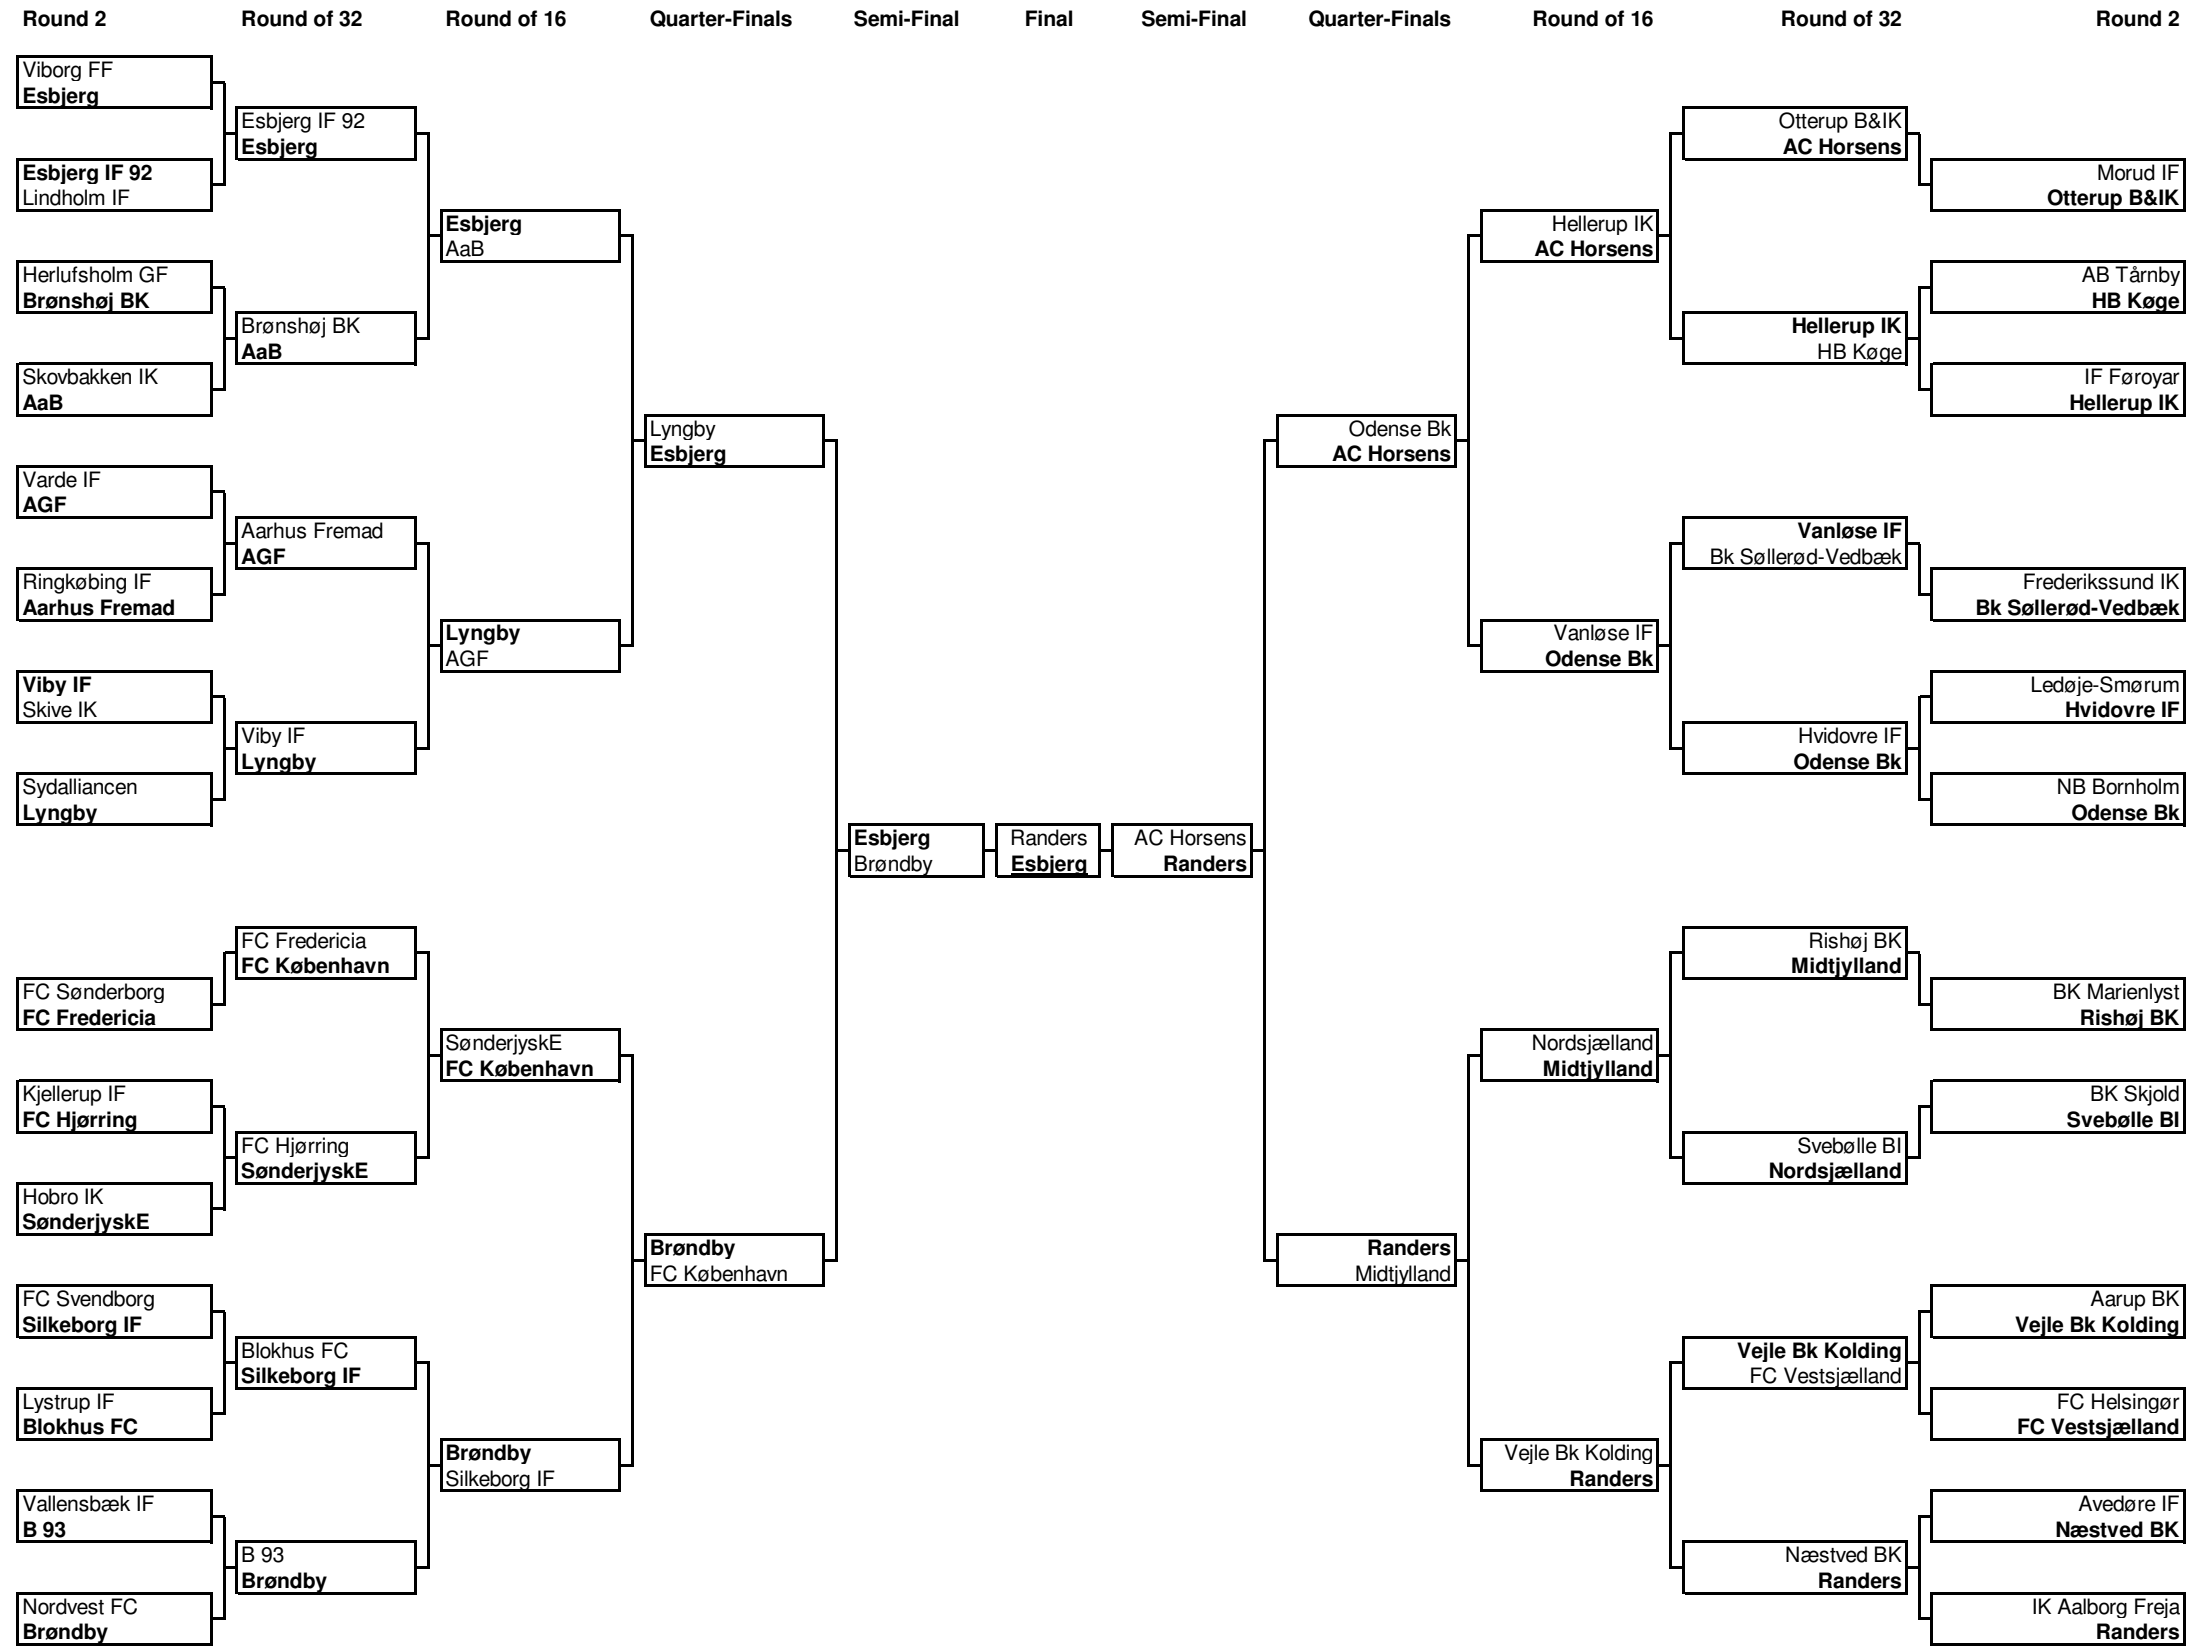 Round 2
Round of 32
Round of 16
Quarter-Finals
Semi-Final
Final
Semi-Final
Quarter-Finals
Round of 16
Round of 32
Round 2
Viborg FF
Esbjerg
Esbjerg IF 92
Lindholm IF
Herlufsholm GF
Brønshøj BK
Skovbakken IK
AaB
Varde IF
AGF
Ringkøbing IF
Aarhus Fremad
Viby IF
Skive IK
Sydalliancen
Lyngby
FC Sønderborg
FC Fredericia
Kjellerup IF
FC Hjørring
Hobro IK
SønderjyskE
FC Svendborg
Silkeborg IF
Lystrup IF
Blokhus FC
Vallensbæk IF
B 93
Nordvest FC
Brøndby
Esbjerg IF 92
Esbjerg
Brønshøj BK
AaB
Aarhus Fremad
AGF
Viby IF
Lyngby
FC Fredericia
FC København
FC Hjørring
SønderjyskE
Blokhus FC
Silkeborg IF
B 93
Brøndby
Esbjerg
AaB
Lyngby
AGF
SønderjyskE
FC København
Brøndby
Silkeborg IF
Lyngby
Esbjerg
Brøndby
FC København
Esbjerg
Brøndby
Randers
Esbjerg
AC Horsens
Randers
Odense Bk
AC Horsens
Randers
Midtjylland
Hellerup IK
AC Horsens
Vanløse IF
Odense Bk
Nordsjælland
Midtjylland
Vejle Bk Kolding
Randers
Otterup B&IK
AC Horsens
Hellerup IK
HB Køge
Vanløse IF
Bk Søllerød-Vedbæk
Hvidovre IF
Odense Bk
Rishøj BK
Midtjylland
Svebølle BI
Nordsjælland
Vejle Bk Kolding
FC Vestsjælland
Næstved BK
Randers
Morud IF
Otterup B&IK
AB Tårnby
HB Køge
IF Føroyar
Hellerup IK
Frederikssund IK
Bk Søllerød-Vedbæk
Ledøje-Smørum
Hvidovre IF
NB Bornholm
Odense Bk
BK Marienlyst
Rishøj BK
BK Skjold
Svebølle BI
Aarup BK
Vejle Bk Kolding
FC Helsingør
FC Vestsjælland
Avedøre IF
Næstved BK
IK Aalborg Freja
Randers